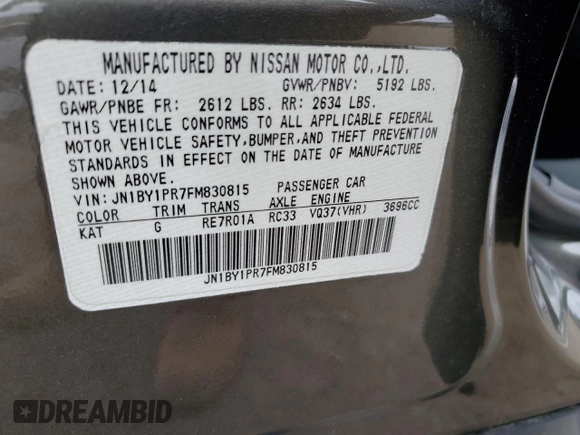 MANUFACTURED BY NISSAN MOTOR CO.,LTD.
DATE: 12/14 GVWR/PNBV: 5192 LBS.
GAWR/PNBE FR: 2612 LBS. RR: 2634 LBS.
THIS VEHICLE CONFORMS TO ALL APPLICABLE FEDERAL
MOTOR VEHICLE SAFETY,BUMPER,AND THEFT PREVENTION
STANDARDS IN EFFECT ON THE DATE OF MANUFACTURE
SHOWN ABOVE.
VIN: JN1BY1PR7FM830815 PASSENGER CAR
COLOR TRIM TRANS AXLE ENGINE
KAT G RE7R01A RC33 VQ37(VHR) 3696CC
JN1BY1PR7FM830815
DREAMBID